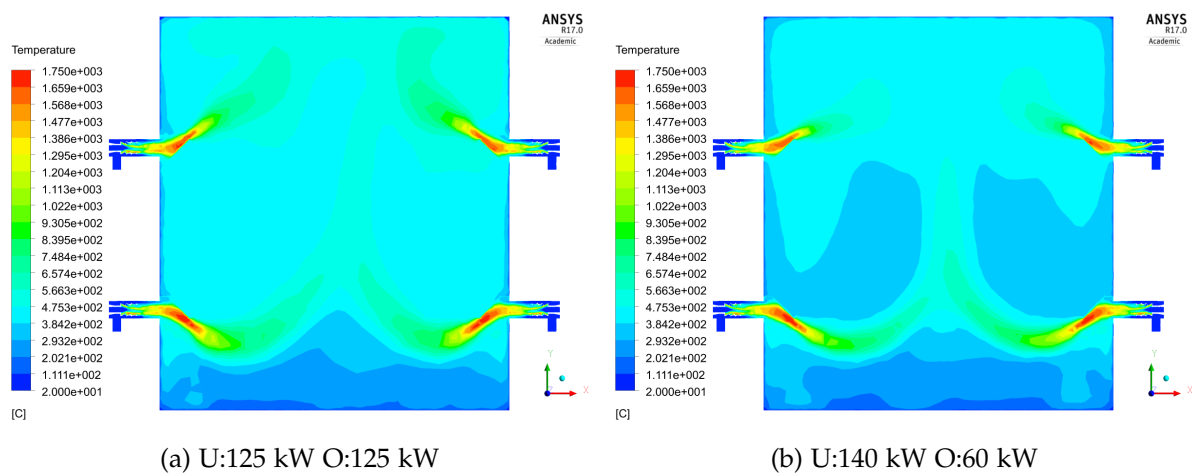 ANSYS
R17.0
Academic
Temperature
1.750e+003
1.659e+003
1.568e+003
1.477e+003
1.386e+003
1.295e+003
1.204e+003
1.113e+003
1.022e+003
9.305e+002
8.395e+002
7.484e+002
6.574e+002
5.663e+002
4.753e+002
3.842e+002
2.932e+002
2.021e+002
1.111e+002
2.000e+001
[C]
Y
Z
X
(a) U:125 kW O:125 kW
ANSYS
R17.0
Academic
Temperature
1.750e+003
1.659e+003
1.568e+003
1.477e+003
1.386e+003
1.295e+003
1.204e+003
1.113e+003
1.022e+003
9.305e+002
8.395e+002
7.484e+002
6.574e+002
5.663e+002
4.753e+002
3.842e+002
2.932e+002
2.021e+002
1.111e+002
2.000e+001
[C]
Y
Z
X
(b) U:140 kW O:60 kW